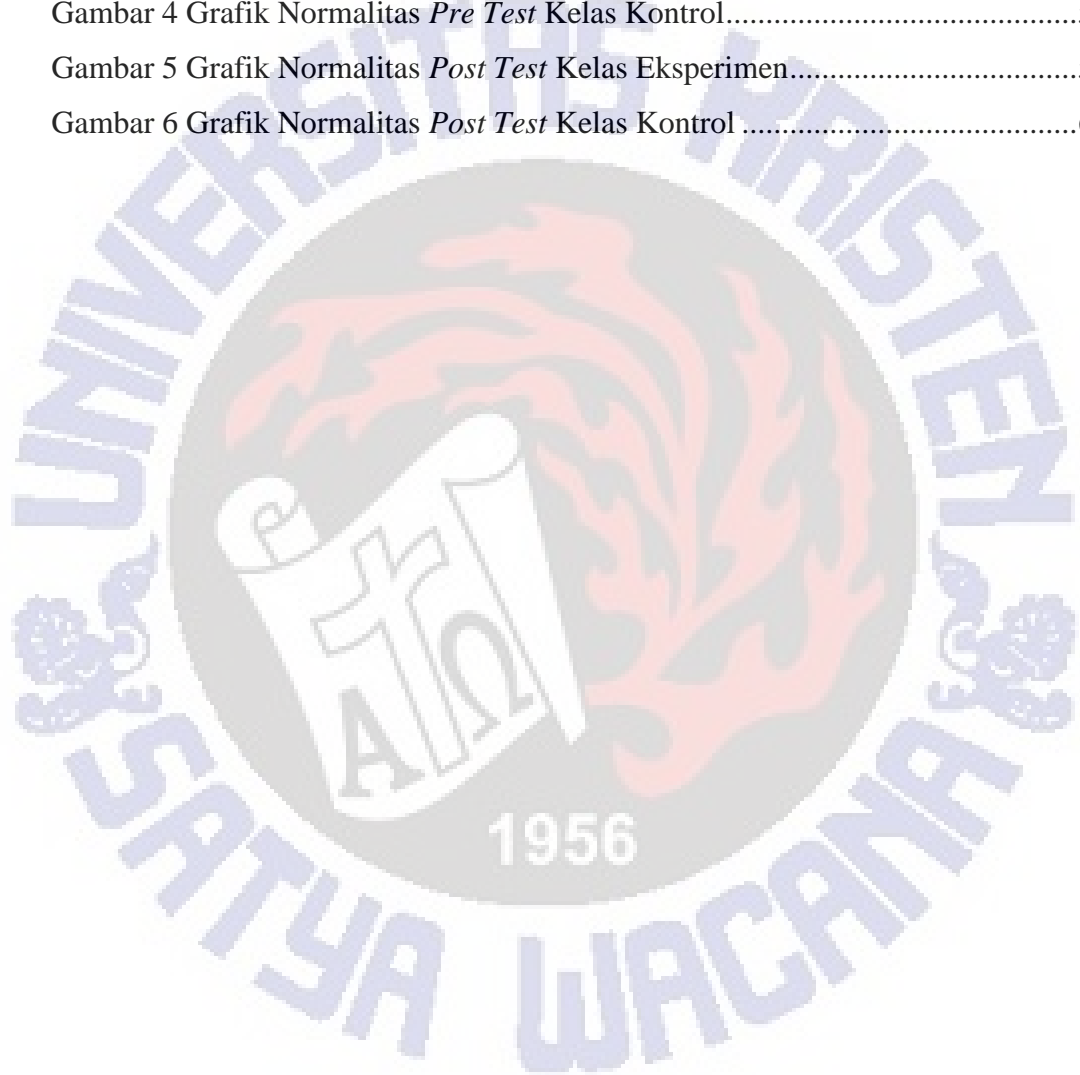 Gambar 4 Grafik Normalitas Pre Test Kelas Kontrol.....................................
Gambar 5 Grafik Normalitas Post Test Kelas Eksperimen.............................
Gambar 6 Grafik Normalitas Post Test Kelas Kontrol ...................................
UNIVERSITAS KRISTEN
Α Ω
1956
SATYA WACANA